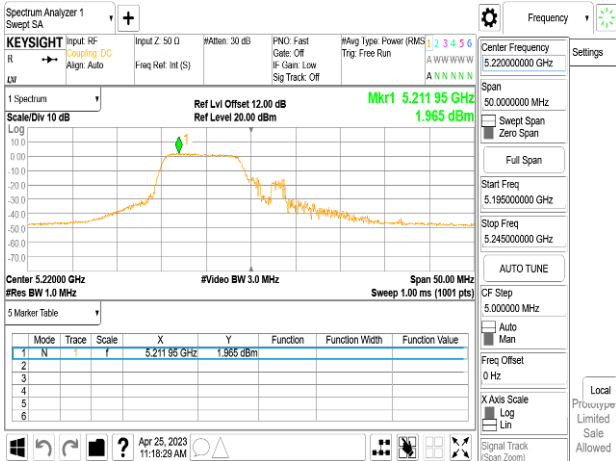 Spectrum Analyzer 1
Swept SA
+
Frequency
KEYSIGHT
R
Input: RF
Coupling: DC
Align: Auto
Input Z: 50 Ω
Freq Ref: Int (S)
#Atten: 30 dB
PNO: Fast
Gate: Off
IF Gain: Low
Sig Track: Off
#Avg Type: Power (RMS
Trig: Free Run
1 2 3 4 5 6
A WWWWW
A N N N N N
1 Spectrum
Scale/Div 10 dB
Log
Ref Lvl Offset 12.00 dB
Ref Level 20.00 dBm
Mkr1 5.211 95 GHz
1.965 dBm
1
10.0
0.00
-10.0
-20.0
-30.0
-40.0
-50.0
-60.0
-70.0
Center 5.22000 GHz
#Res BW 1.0 MHz
#Video BW 3.0 MHz
Span 50.00 MHz
Sweep 1.00 ms (1001 pts)
5 Marker Table
Mode Trace Scale X Y Function Function Width Function Value
1 N 1 f 5.211 95 GHz 1.965 dBm
2
3
4
5
6
?
Apr 25, 2023
11:18:29 AM
Center Frequency
5.220000000 GHz
Settings
Span
50.0000000 MHz
Swept Span
Zero Span
Full Span
Start Freq
5.195000000 GHz
Stop Freq
5.245000000 GHz
AUTO TUNE
CF Step
5.000000 MHz
Auto
Man
Freq Offset
0 Hz
X Axis Scale
Log
Lin
Signal Track
(Span Zoom)
Local
Prototype
Limited
Sale
Allowed